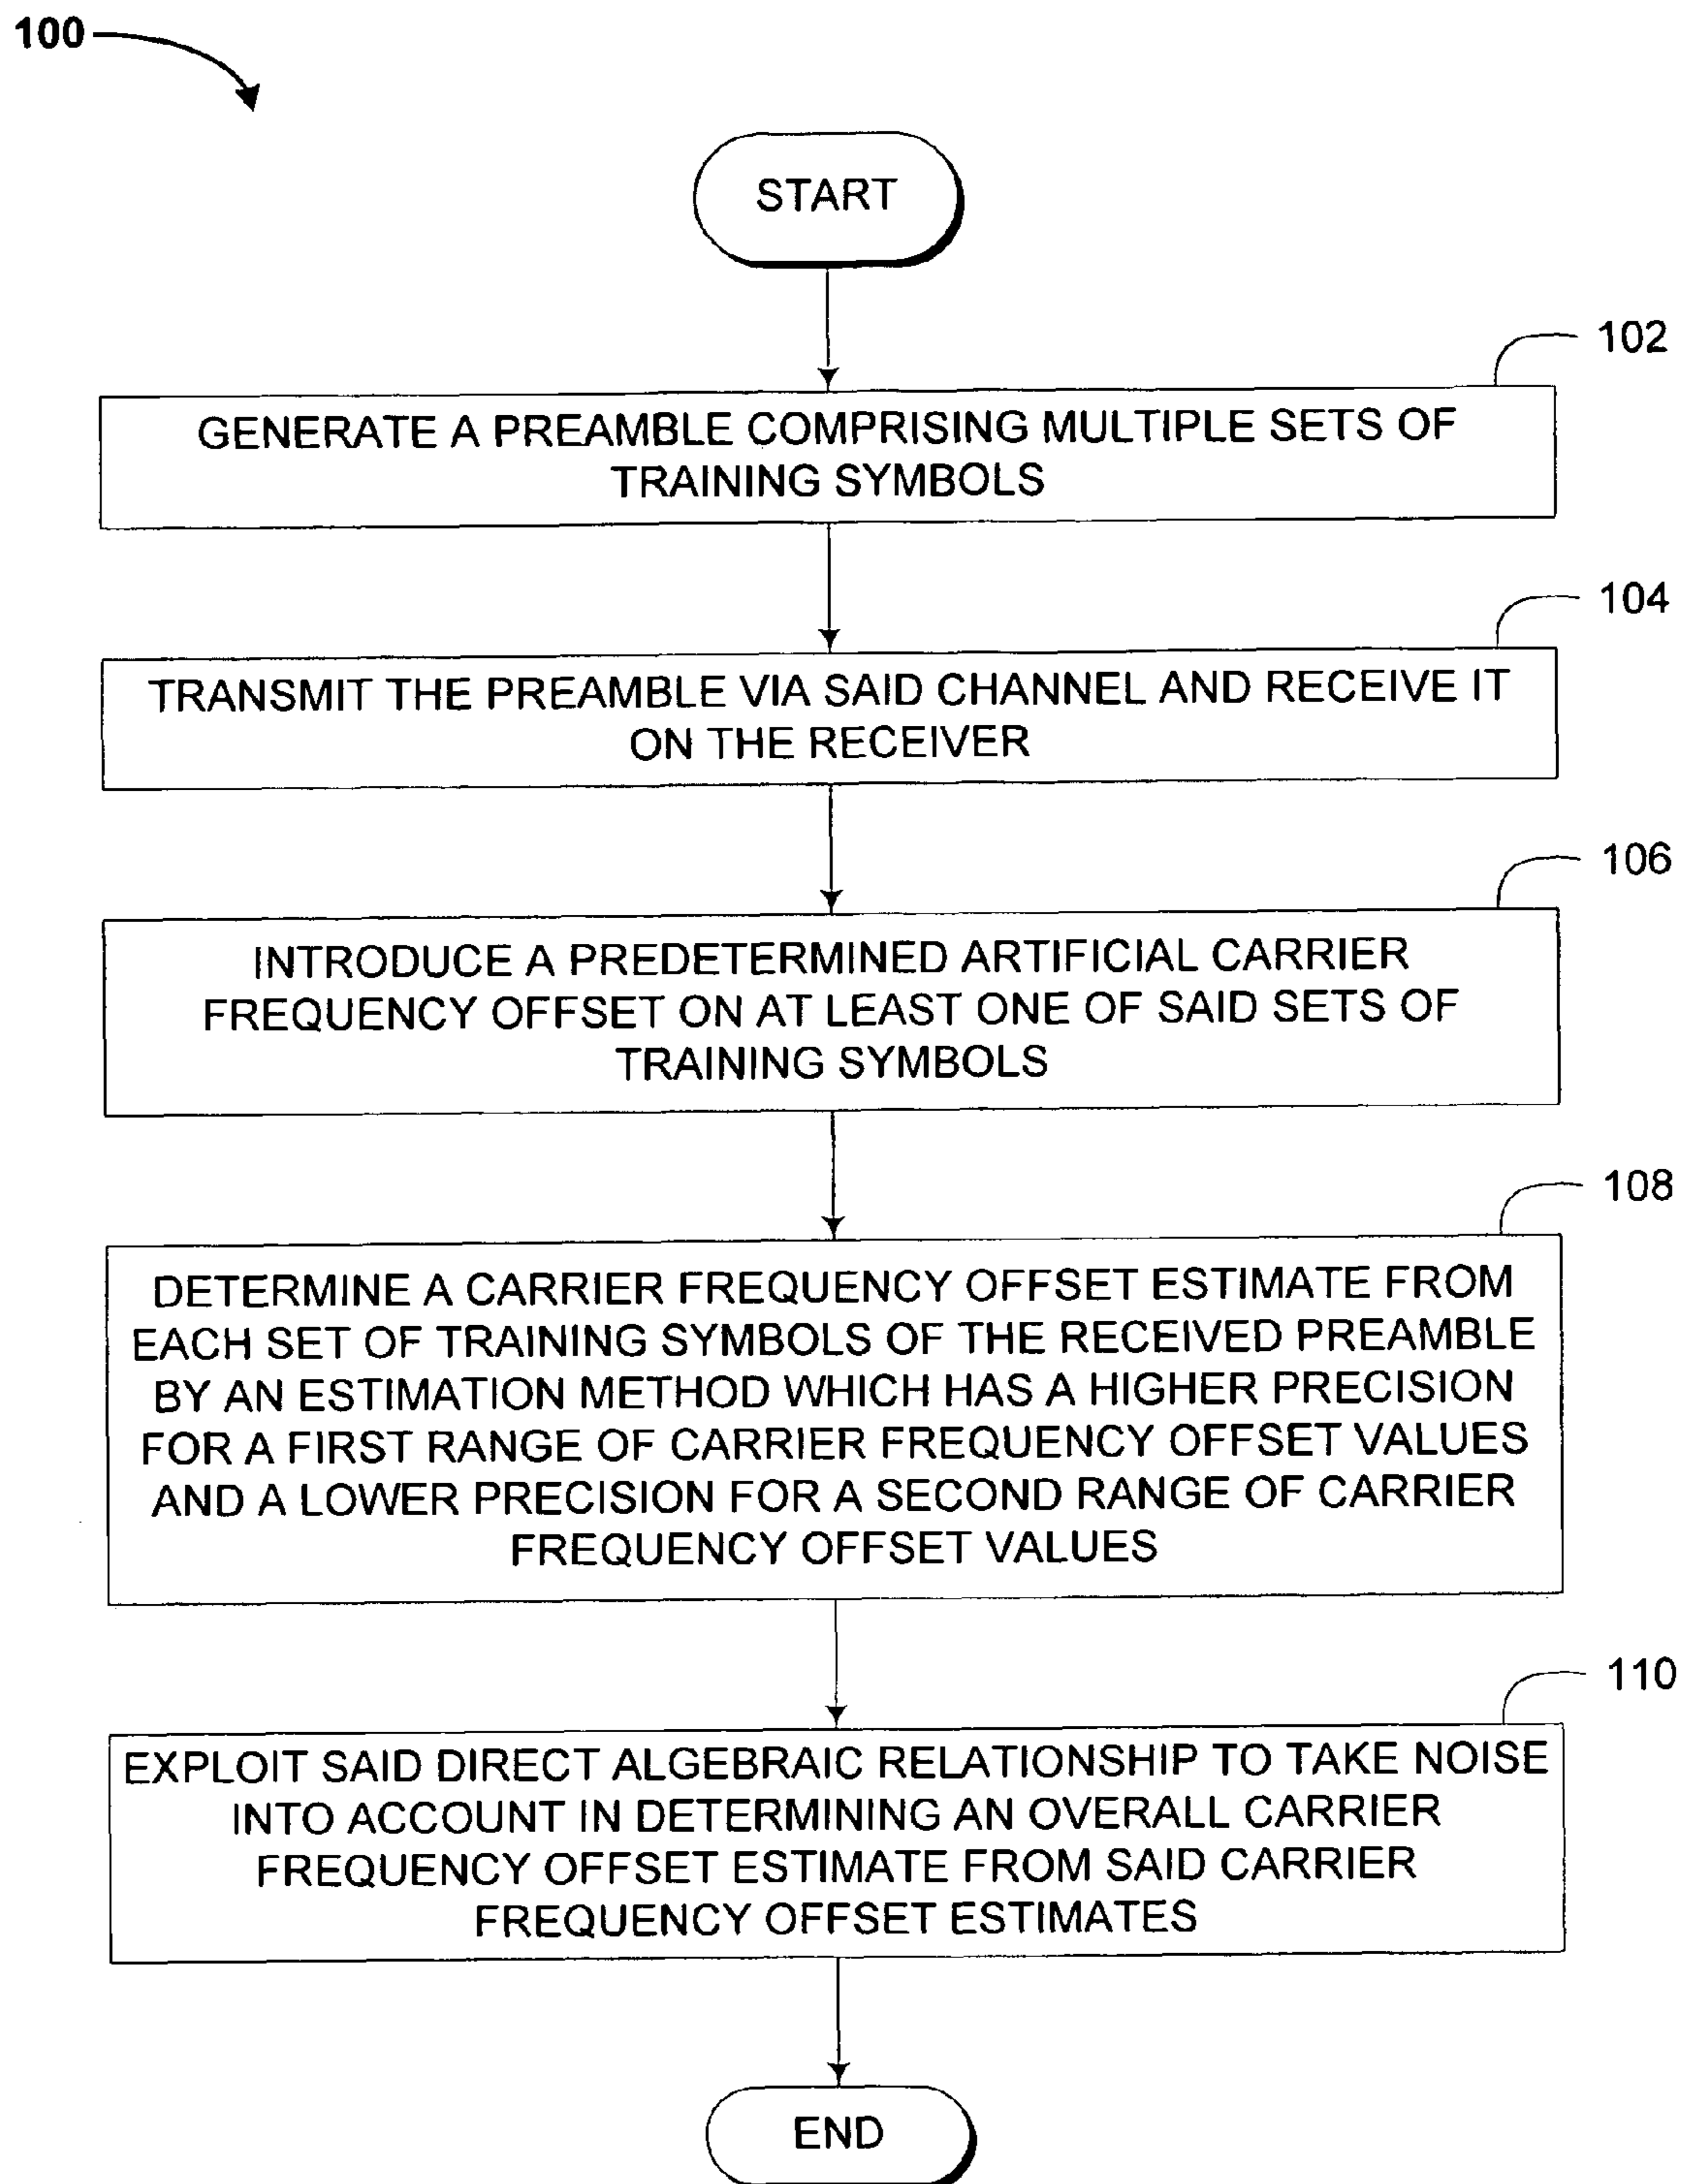 100
START
102
GENERATE A PREAMBLE COMPRISING MULTIPLE SETS OF
TRAINING SYMBOLS
104
TRANSMIT THE PREAMBLE VIA SAID CHANNEL AND RECEIVE IT
ON THE RECEIVER
106
INTRODUCE A PREDETERMINED ARTIFICIAL CARRIER
FREQUENCY OFFSET ON AT LEAST ONE OF SAID SETS OF
TRAINING SYMBOLS
108
DETERMINE A CARRIER FREQUENCY OFFSET ESTIMATE FROM
EACH SET OF TRAINING SYMBOLS OF THE RECEIVED PREAMBLE
BY AN ESTIMATION METHOD WHICH HAS A HIGHER PRECISION
FOR A FIRST RANGE OF CARRIER FREQUENCY OFFSET VALUES
AND A LOWER PRECISION FOR A SECOND RANGE OF CARRIER
FREQUENCY OFFSET VALUES
110
EXPLOIT SAID DIRECT ALGEBRAIC RELATIONSHIP TO TAKE NOISE
INTO ACCOUNT IN DETERMINING AN OVERALL CARRIER
FREQUENCY OFFSET ESTIMATE FROM SAID CARRIER
FREQUENCY OFFSET ESTIMATES
END